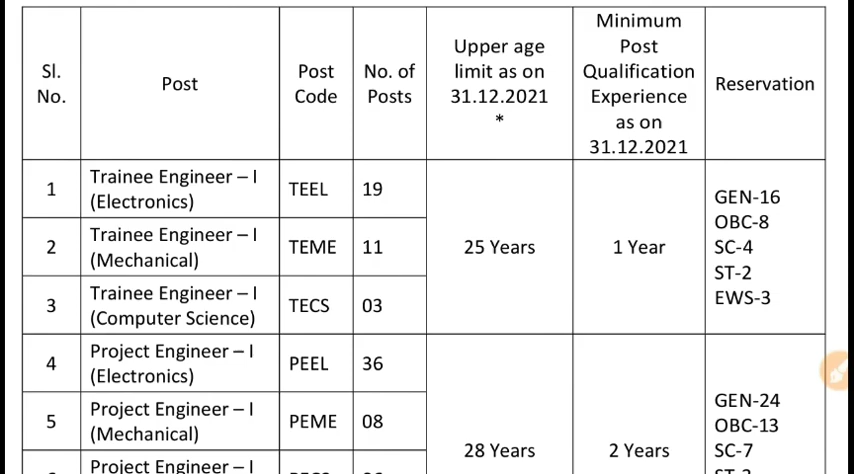 Sl. No. Post Post Code No. of Posts Upper age limit as on 31.12.2021 * Minimum Post Qualification Experience as on 31.12.2021 Reservation
1 Trainee Engineer – I (Electronics) TEEL 19 25 Years 1 Year GEN-16 OBC-8 SC-4 ST-2 EWS-3
2 Trainee Engineer – I (Mechanical) TEME 11
3 Trainee Engineer – I (Computer Science) TECS 03
4 Project Engineer – I (Electronics) PEEL 36 28 Years 2 Years GEN-24 OBC-13 SC-7
5 Project Engineer – I (Mechanical) PEME 08
Project Engineer – I